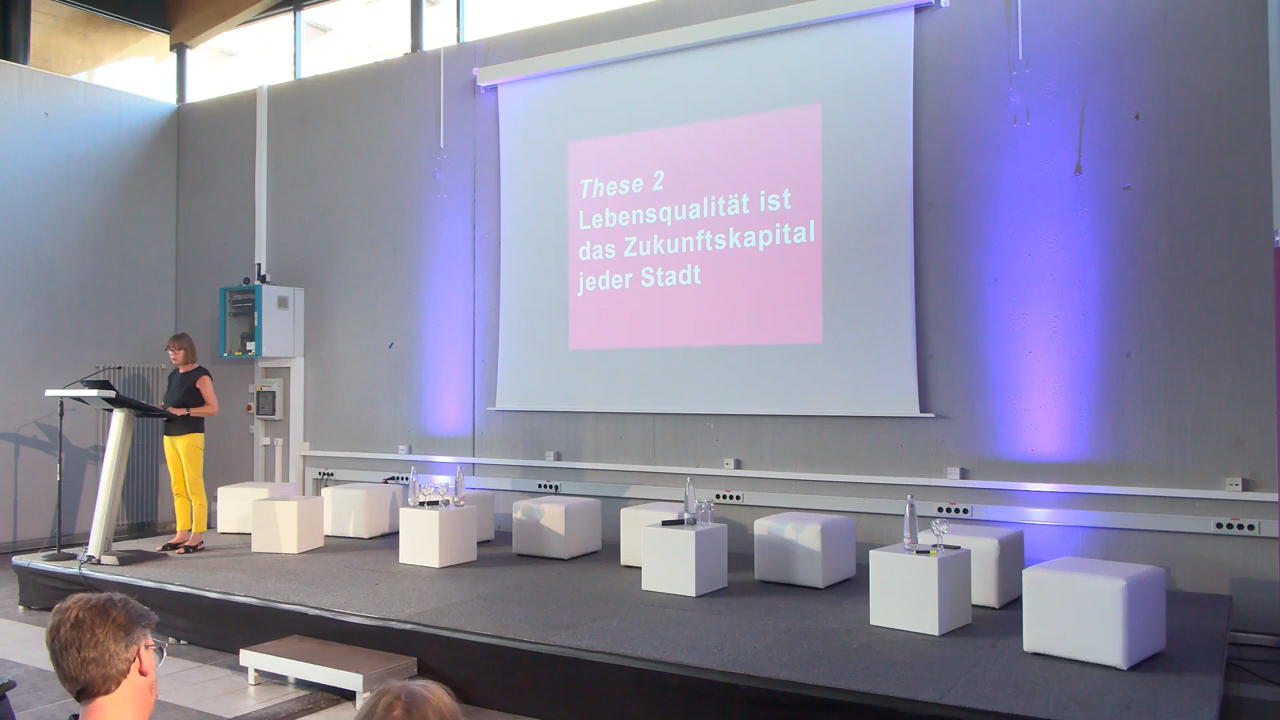 These 2
Lebensqualität ist
das Zukunftskapital
jeder Stadt